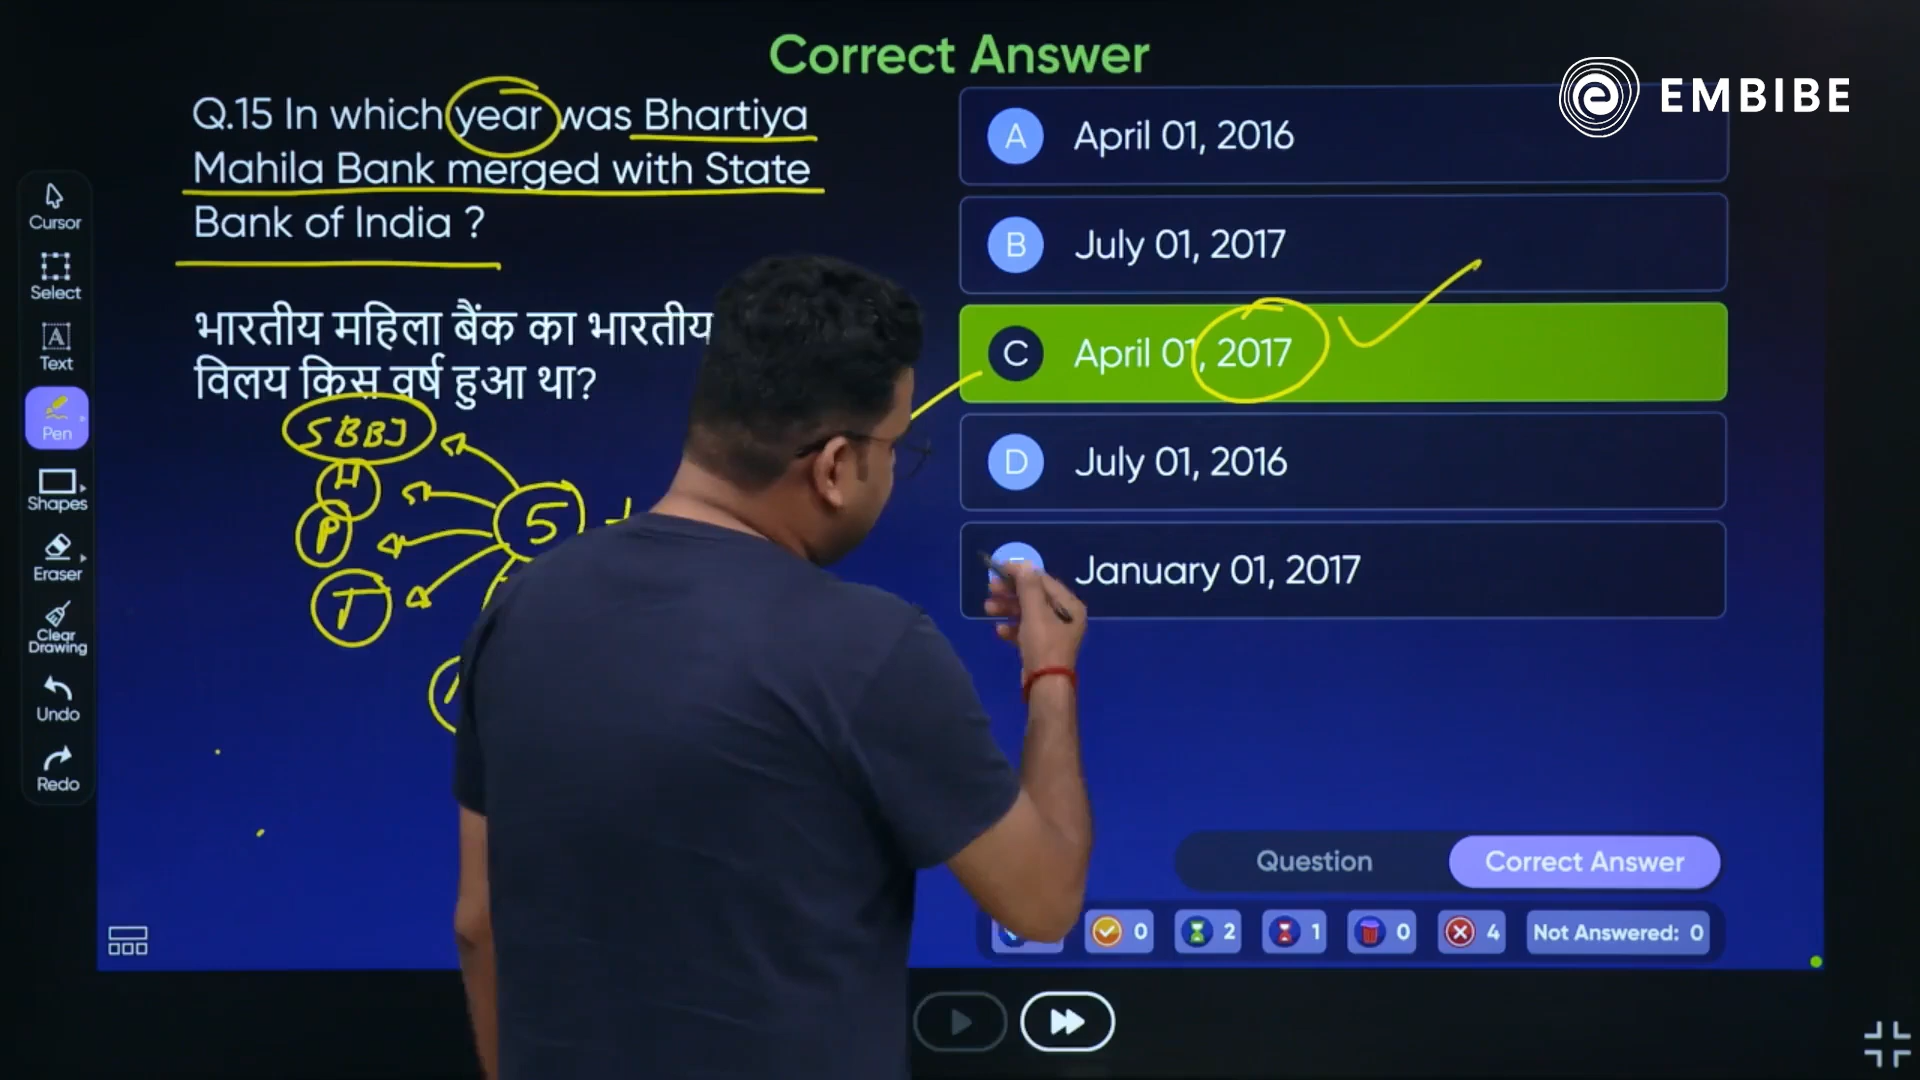 Correct Answer
EMBIBE
Q.15 In which year was Bhartiya
Mahila Bank merged with State
Bank of India ?
भारतीय महिला बैंक का भारतीय
विलय किस वर्ष हुआ था?
A April 01, 2016
B July 01, 2017
C April 01, 2017
D July 01, 2016
January 01, 2017
SBBJ
H
P
T
5
+
Cursor
Select
A
Text
Pen
Shapes
Eraser
Clear
Drawing
Undo
Redo
Question
Correct Answer
0
2
1
0
4
Not Answered: 0